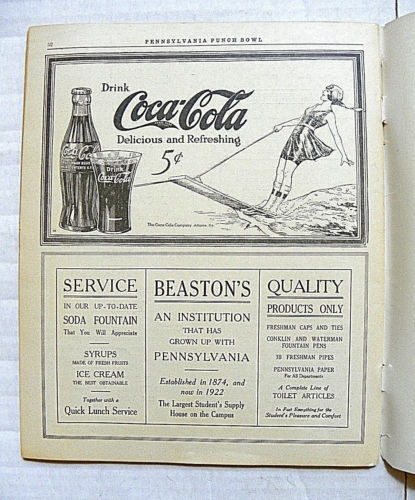 52
PENNSYLVANIA PUNCH BOWL
Drink
Coca-Cola
Delicious and Refreshing
5¢
Drink
Coca-Cola
The Coca-Cola Company, Atlanta, Ga.
SERVICE
IN OUR UP-TO-DATE
SODA FOUNTAIN
That You Will Appreciate
SYRUPS
MADE OF FRESH FRUITS
ICE CREAM
THE BEST OBTAINABLE
Together with a
Quick Lunch Service
BEASTON'S
AN INSTITUTION
THAT HAS
GROWN UP WITH
PENNSYLVANIA
Established in 1874, and
now in 1922
The Largest Student's Supply
House on the Campus
QUALITY
PRODUCTS ONLY
FRESHMAN CAPS AND TIES
CONKLIN AND WATERMAN
FOUNTAIN PENS
3B FRESHMEN PIPES
PENNSYLVANIA PAPER
For All Departments
A Complete Line of
TOILET ARTICLES
In Fact Everything for the
Student's Pleasure and Comfort